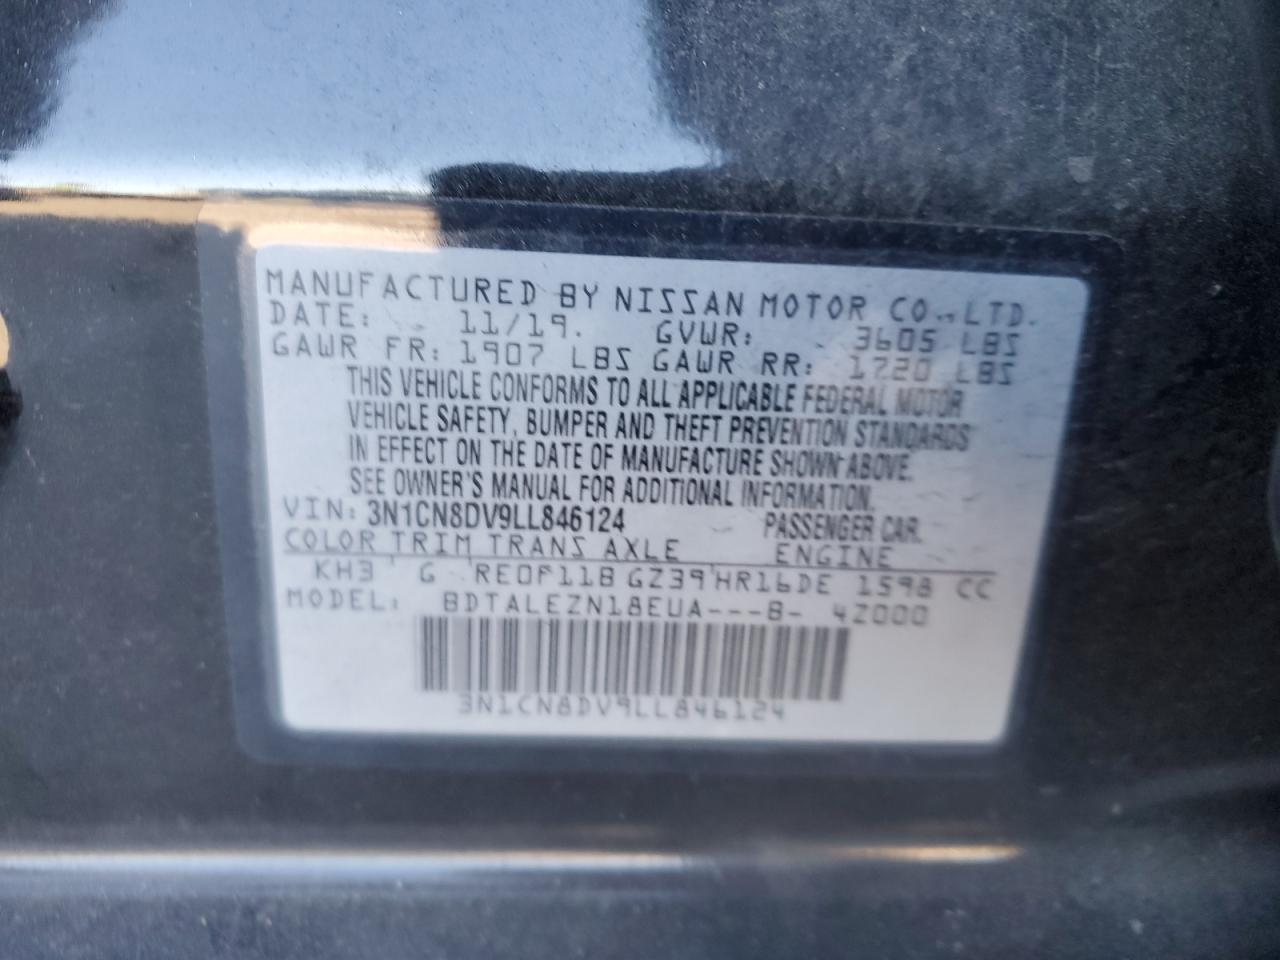 MANUFACTURED BY NISSAN MOTOR CO.,LTD.
DATE: 11/19. GVWR: 3605 LBS
GAWR FR: 1907 LBS GAWR RR: 1720 LBS
THIS VEHICLE CONFORMS TO ALL APPLICABLE FEDERAL MOTOR
VEHICLE SAFETY, BUMPER AND THEFT PREVENTION STANDARDS
IN EFFECT ON THE DATE OF MANUFACTURE SHOWN ABOVE.
SEE OWNER'S MANUAL FOR ADDITIONAL INFORMATION.
VIN: 3N1CN8DV9LL846124 PASSENGER CAR.
COLOR TRIM TRANS AXLE ENGINE
KH3 G RE0F11B GZ39 HR16DE 1598 CC
MODEL: BDTALEZN18EUA---B- 4Z000
3N1CN8DV9LL846124